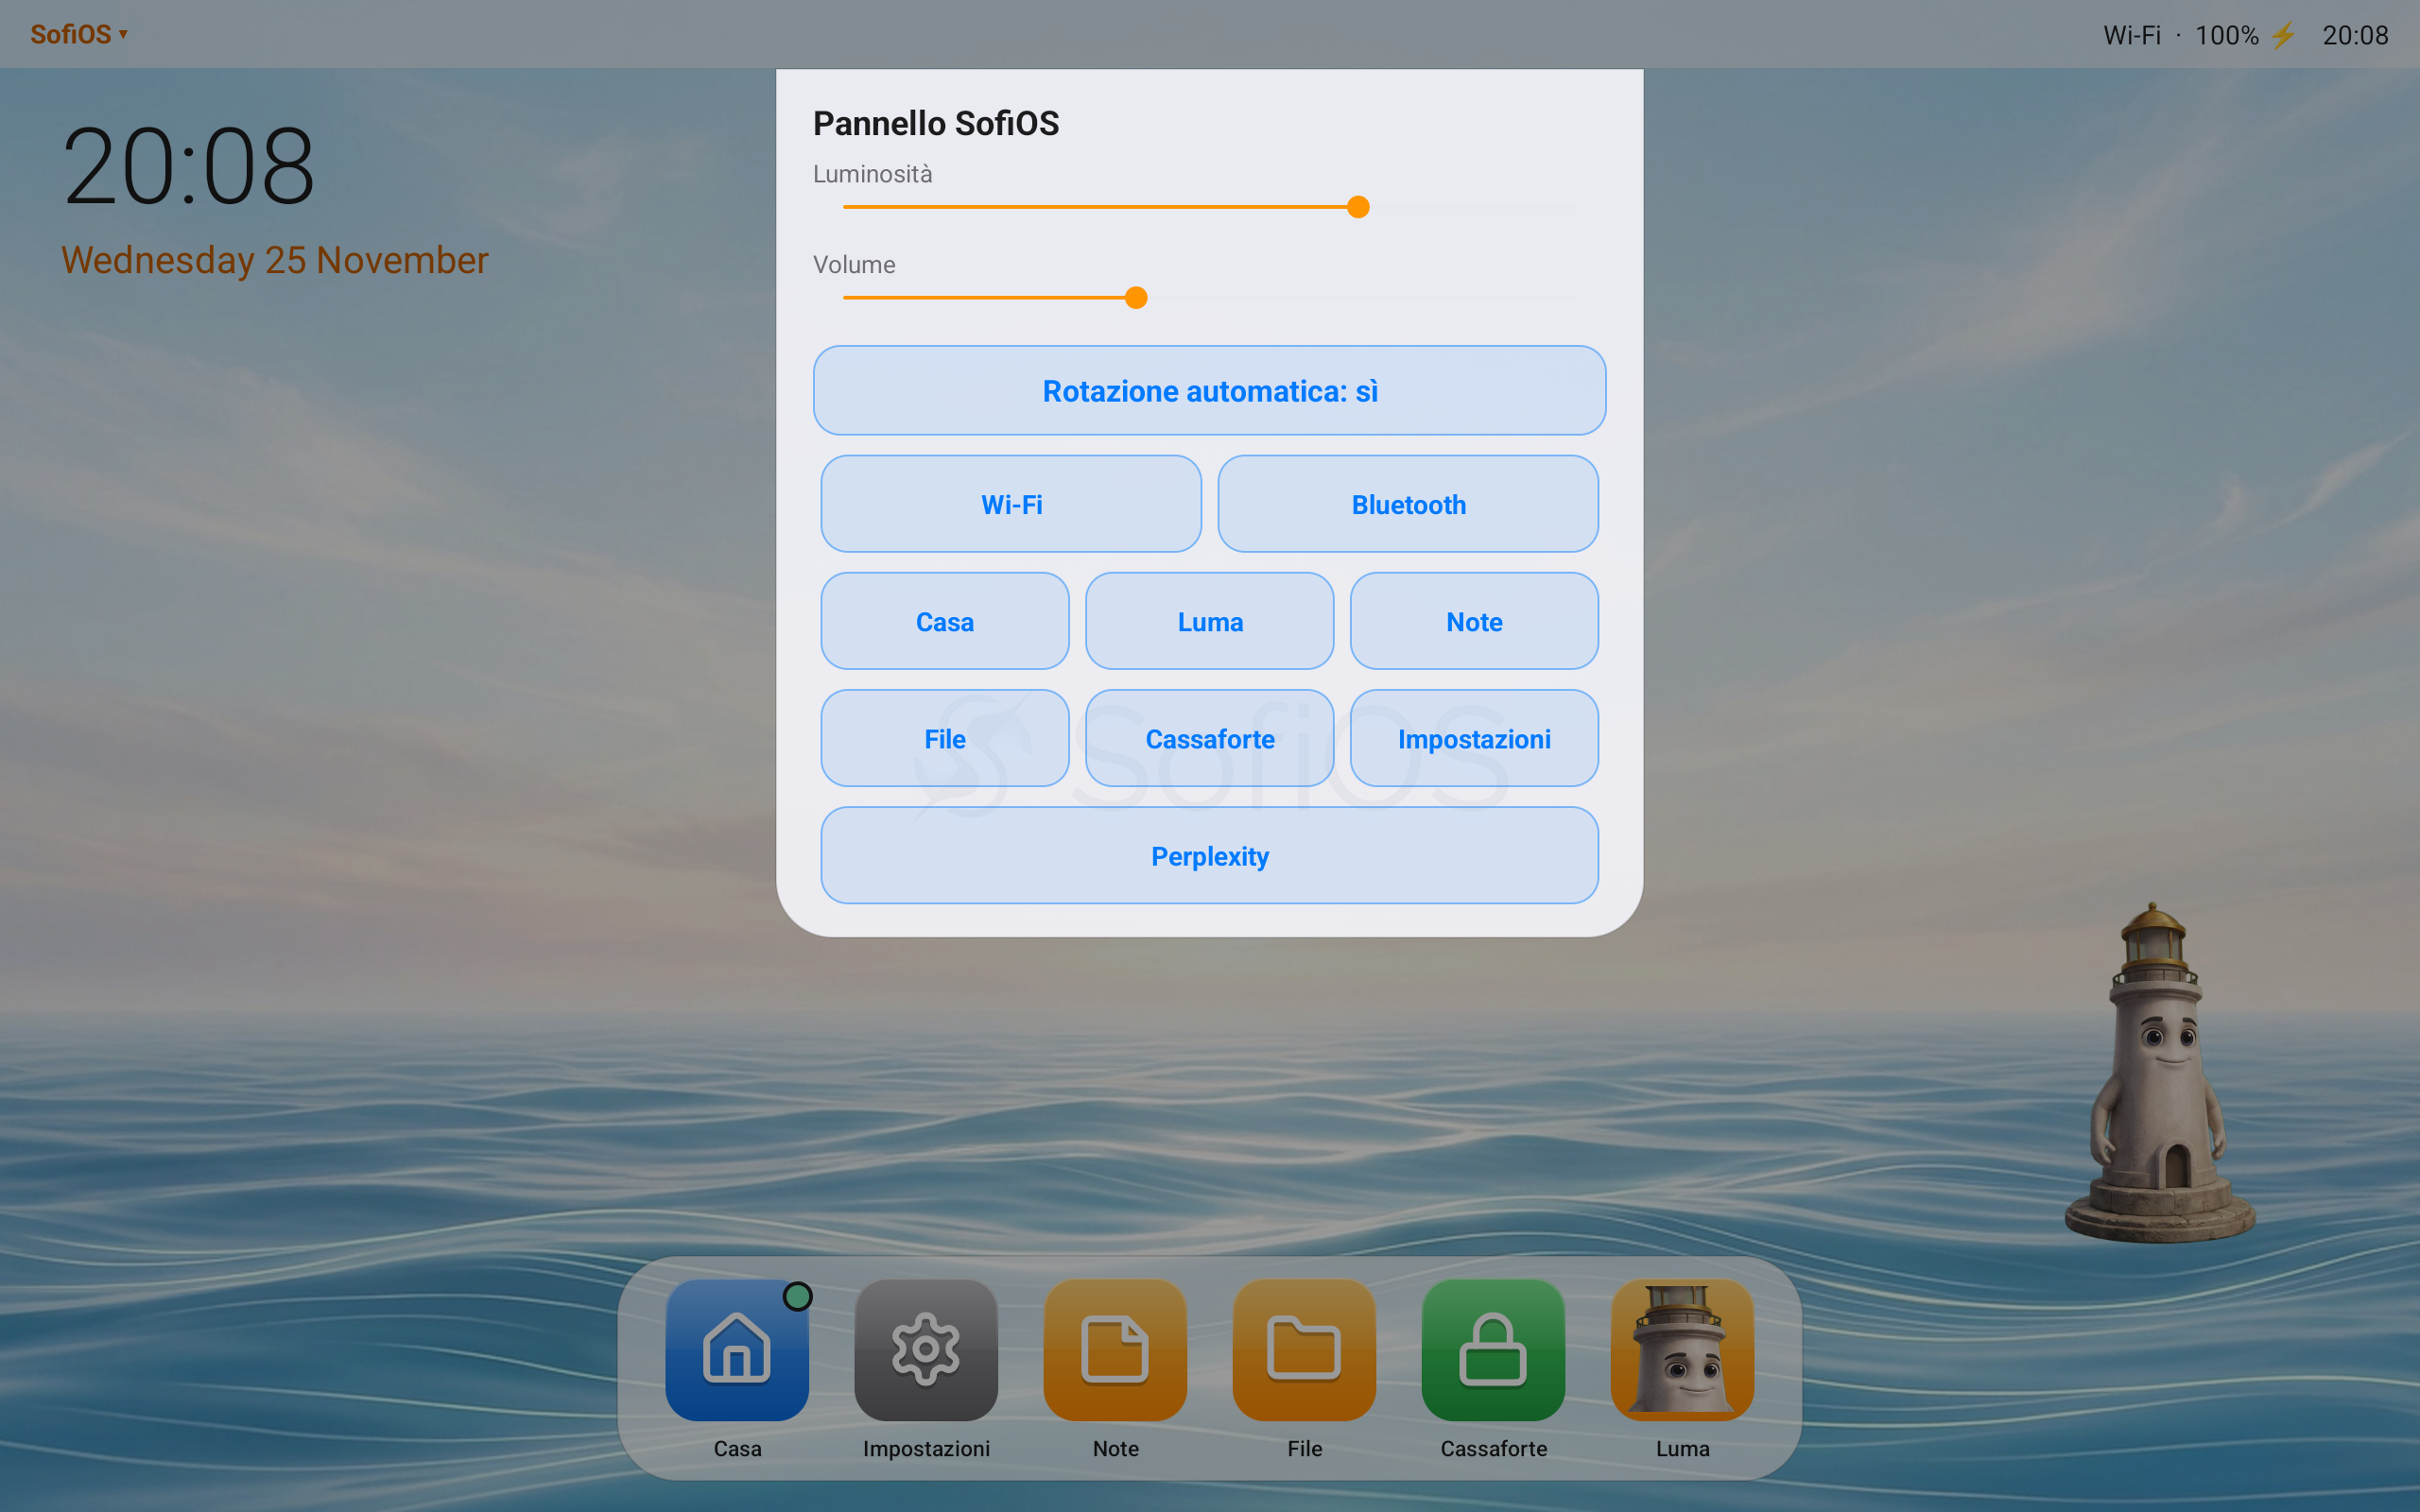 SofiOS ▾
Wi-Fi · 100% ⚡ 20:08
20:08
Wednesday 25 November
Pannello SofiOS
Luminosità
Volume
Rotazione automatica: sì
Wi-Fi
Bluetooth
Casa
Luma
Note
File
Cassaforte
Impostazioni
SofiOS
Perplexity
Casa
Impostazioni
Note
File
Cassaforte
Luma